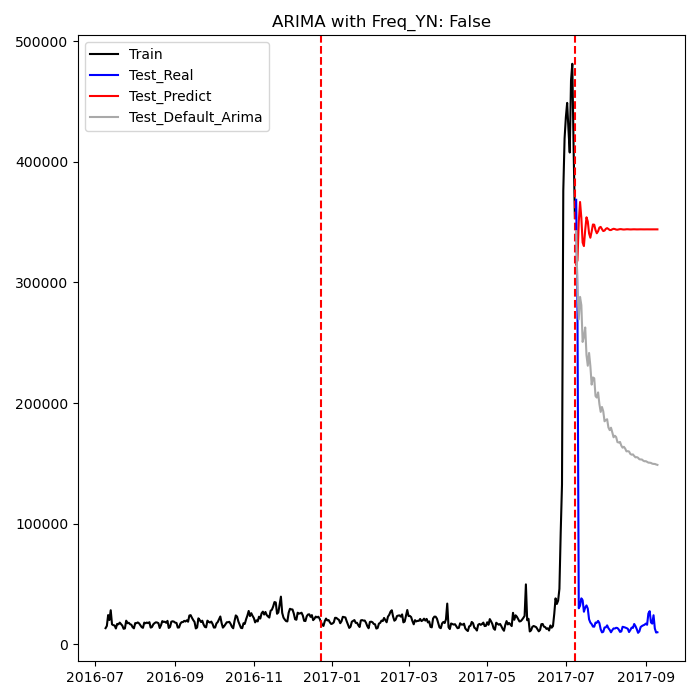 ARIMA with Freq_YN: False
Train
Test_Real
Test_Predict
Test_Default_Arima
500000
400000
300000
200000
100000
0
2016-07 2016-09 2016-11 2017-01 2017-03 2017-05 2017-07 2017-09